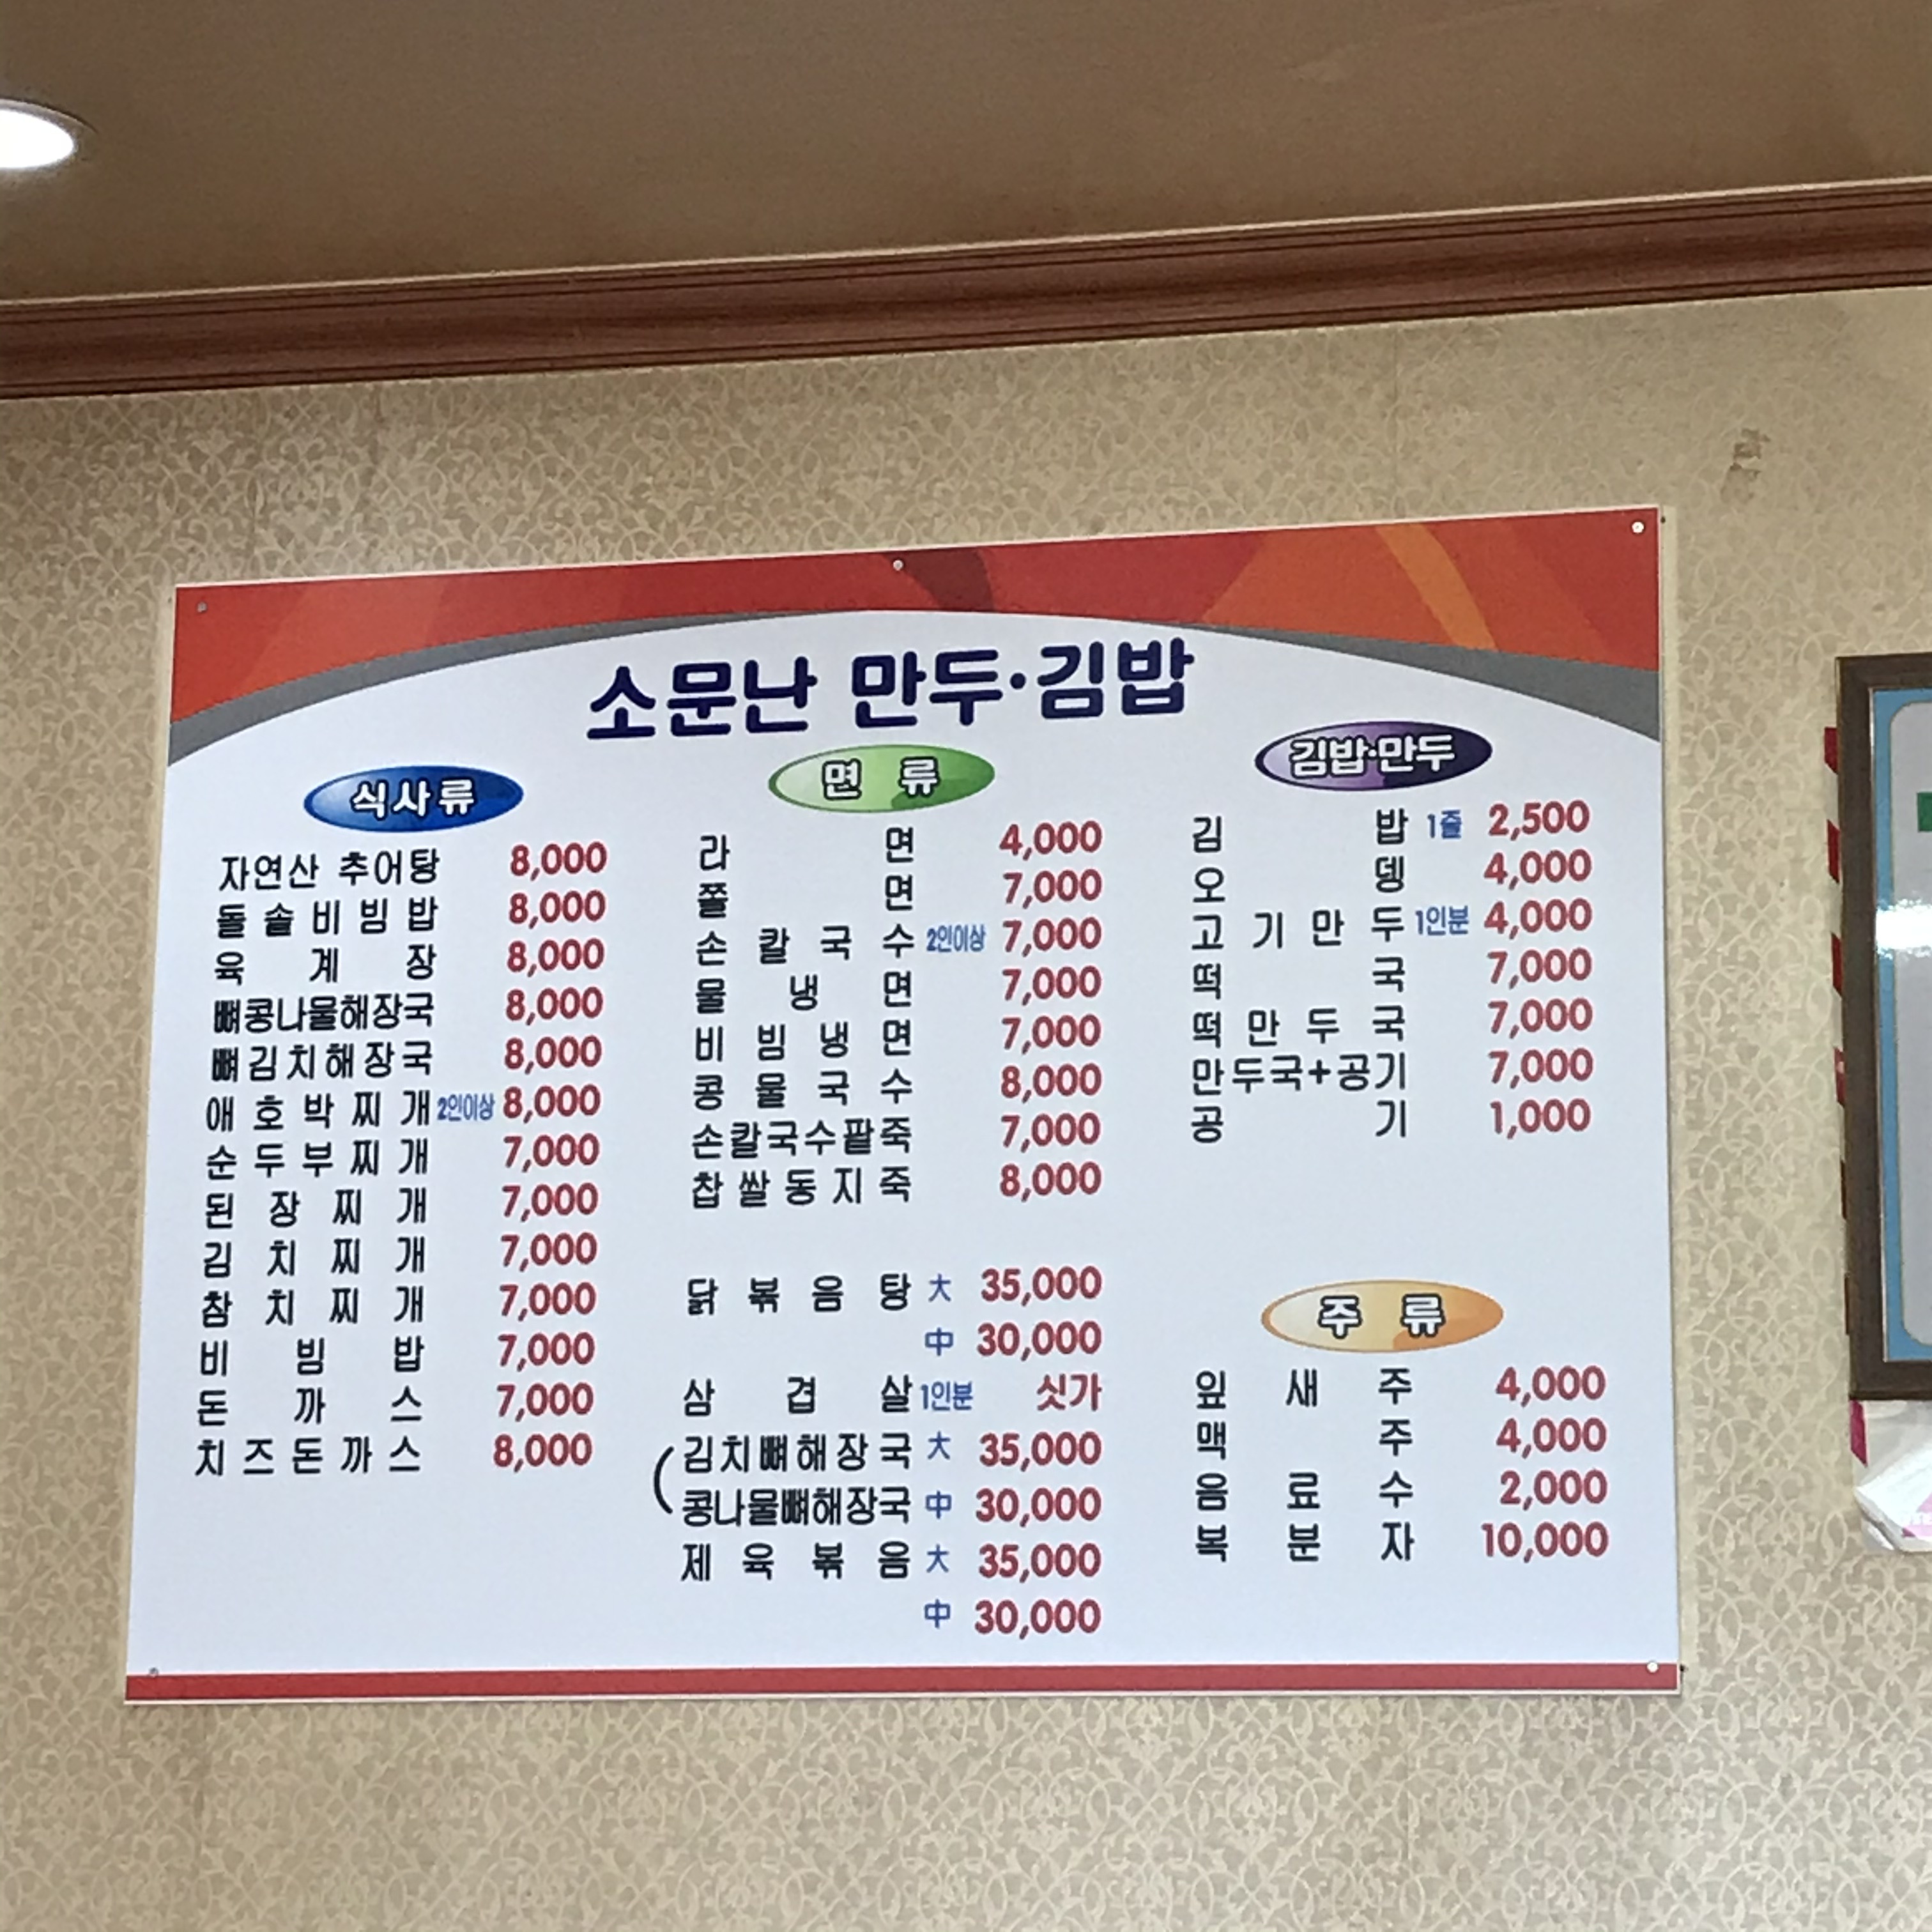 소문난 만두·김밥
식사류
자연산 추어탕 8,000
돌솥비빔밥 8,000
육계장 8,000
뼈콩나물해장국 8,000
뼈김치해장국 8,000
애호박찌개 2인이상 8,000
순두부찌개 7,000
된장찌개 7,000
김치찌개 7,000
참치찌개 7,000
비빔밥 7,000
돈까스 7,000
치즈돈까스 8,000
면류
라면 4,000
쫄면 7,000
손칼국수 2인이상 7,000
물냉면 7,000
비빔냉면 7,000
콩물국수 8,000
손칼국수팥죽 7,000
찹쌀동지죽 8,000
닭볶음탕 大 35,000
中 30,000
삼겹살 1인분 싯가
(김치뼈해장국 大 35,000
콩나물뼈해장국 中 30,000
제육볶음 大 35,000
中 30,000
김밥·만두
김밥 1줄 2,500
오뎅 4,000
고기만두 1인분 4,000
떡국 7,000
떡만두국 7,000
만두국+공기 7,000
공기 1,000
주류
잎새주 4,000
맥주 4,000
음료수 2,000
복분자 10,000